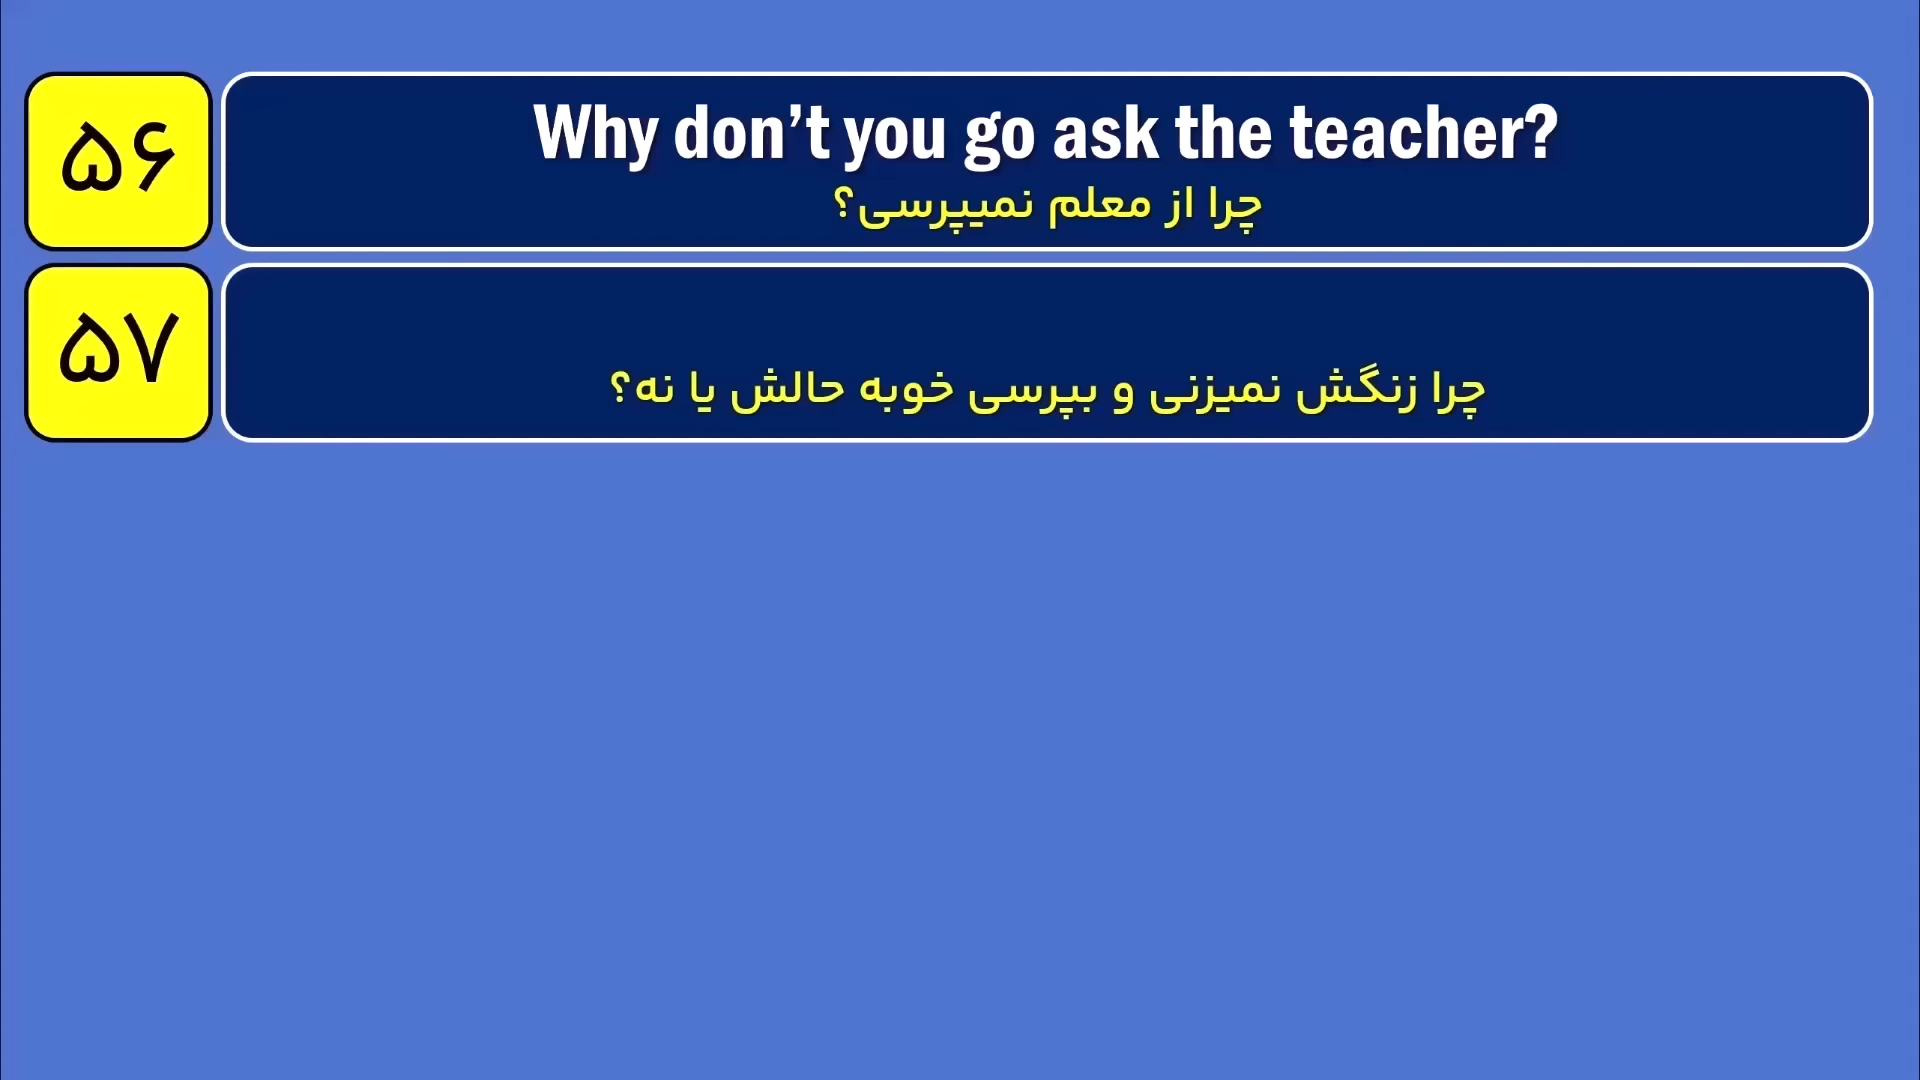 ۵۶
Why don’t you go ask the teacher?
چرا از معلم نمیپرسی؟
۵۷
چرا زنگش نمیزنی و بپرسی خوبه حالش یا نه؟